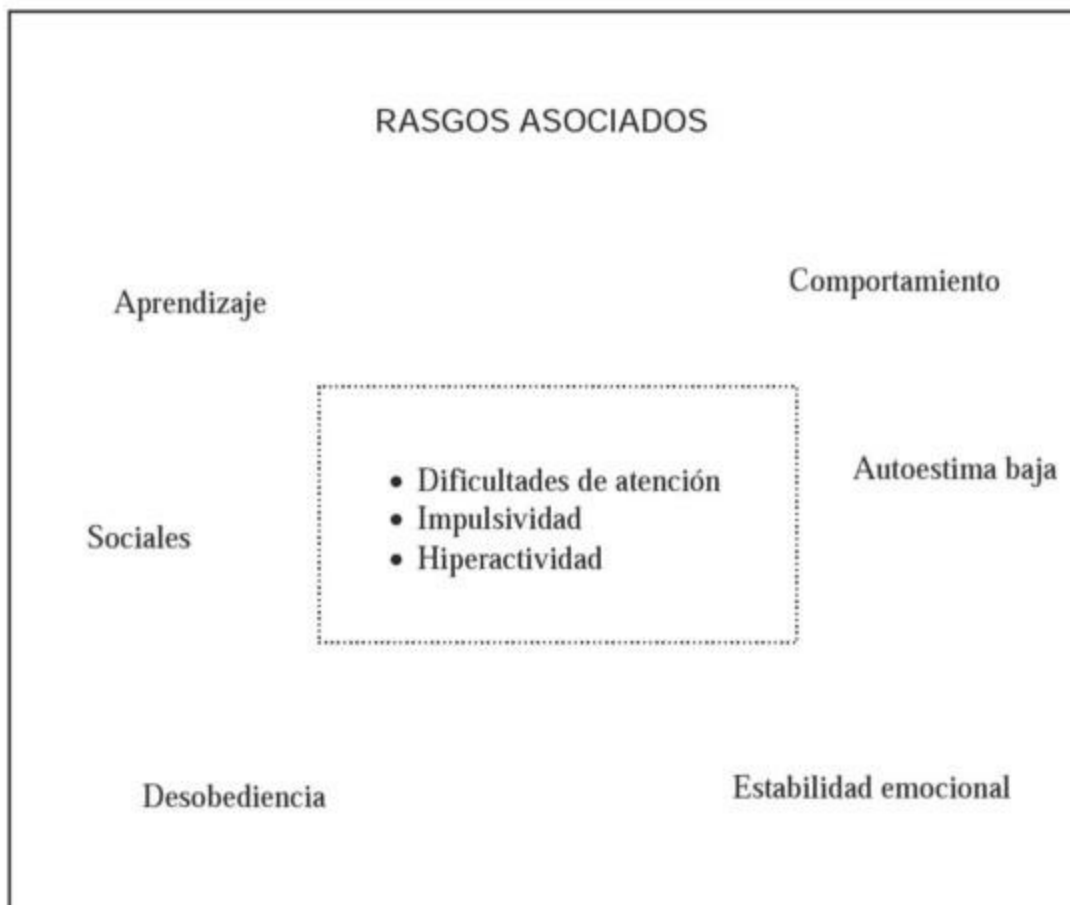 RASGOS ASOCIADOS
Comportamiento
Aprendizaje
Autoestima baja
• Dificultades de atención
• Impulsividad
• Hiperactividad
Sociales
Desobediencia
Estabilidad emocional